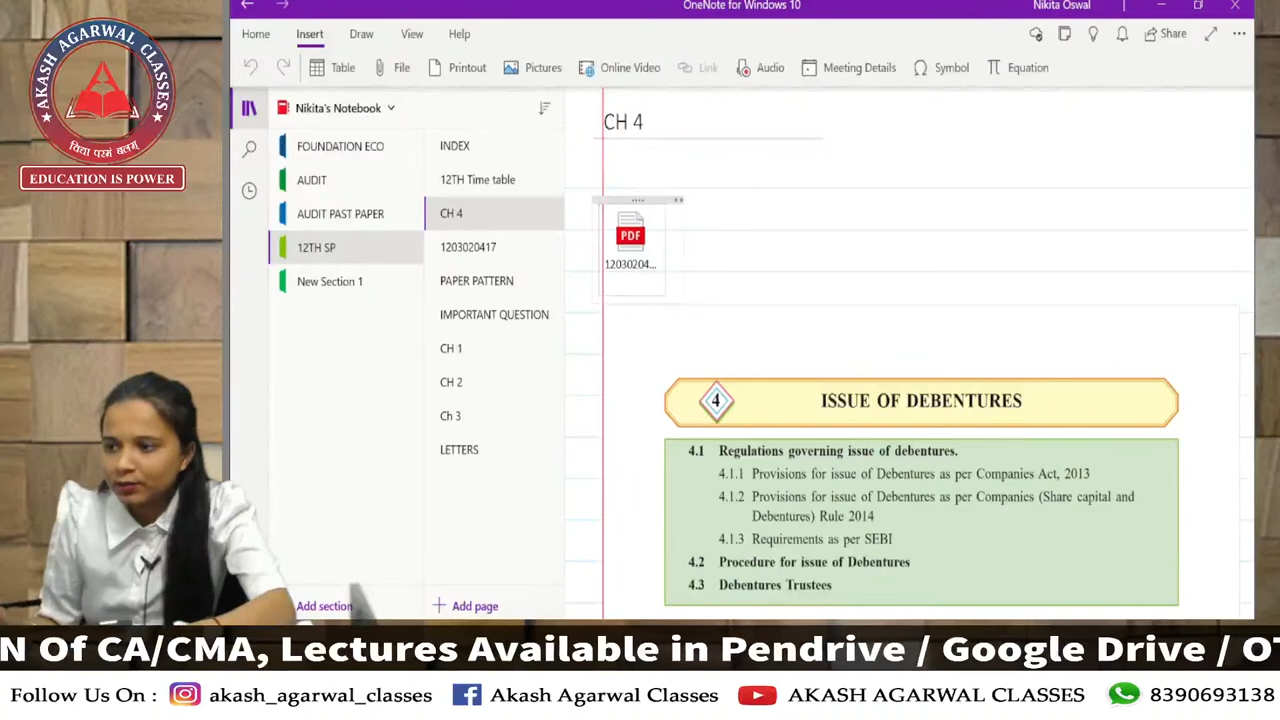 OneNote for Windows 10
Nikita Oswal
Home
Insert
Draw
View
Help
Share
Table
File
Printout
Pictures
Online Video
Link
Audio
Meeting Details
Symbol
Equation
AKASH AGARWAL CLASSES
विद्या परमं बलम्
EDUCATION IS POWER
Nikita's Notebook
FOUNDATION ECO
AUDIT
AUDIT PAST PAPER
12TH SP
New Section 1
Add section
INDEX
12TH Time table
CH 4
1203020417
PAPER PATTERN
IMPORTANT QUESTION
CH 1
CH 2
Ch 3
LETTERS
Add page
CH 4
PDF
12030204...
4
ISSUE OF DEBENTURES
4.1 Regulations governing issue of debentures.
4.1.1 Provisions for issue of Debentures as per Companies Act, 2013
4.1.2 Provisions for issue of Debentures as per Companies (Share capital and
Debentures) Rule 2014
4.1.3 Requirements as per SEBI
4.2 Procedure for issue of Debentures
4.3 Debentures Trustees
N Of CA/CMA, Lectures Available in Pendrive / Google Drive / OT
Follow Us On : akash_agarwal_classes Akash Agarwal Classes AKASH AGARWAL CLASSES 8390693138